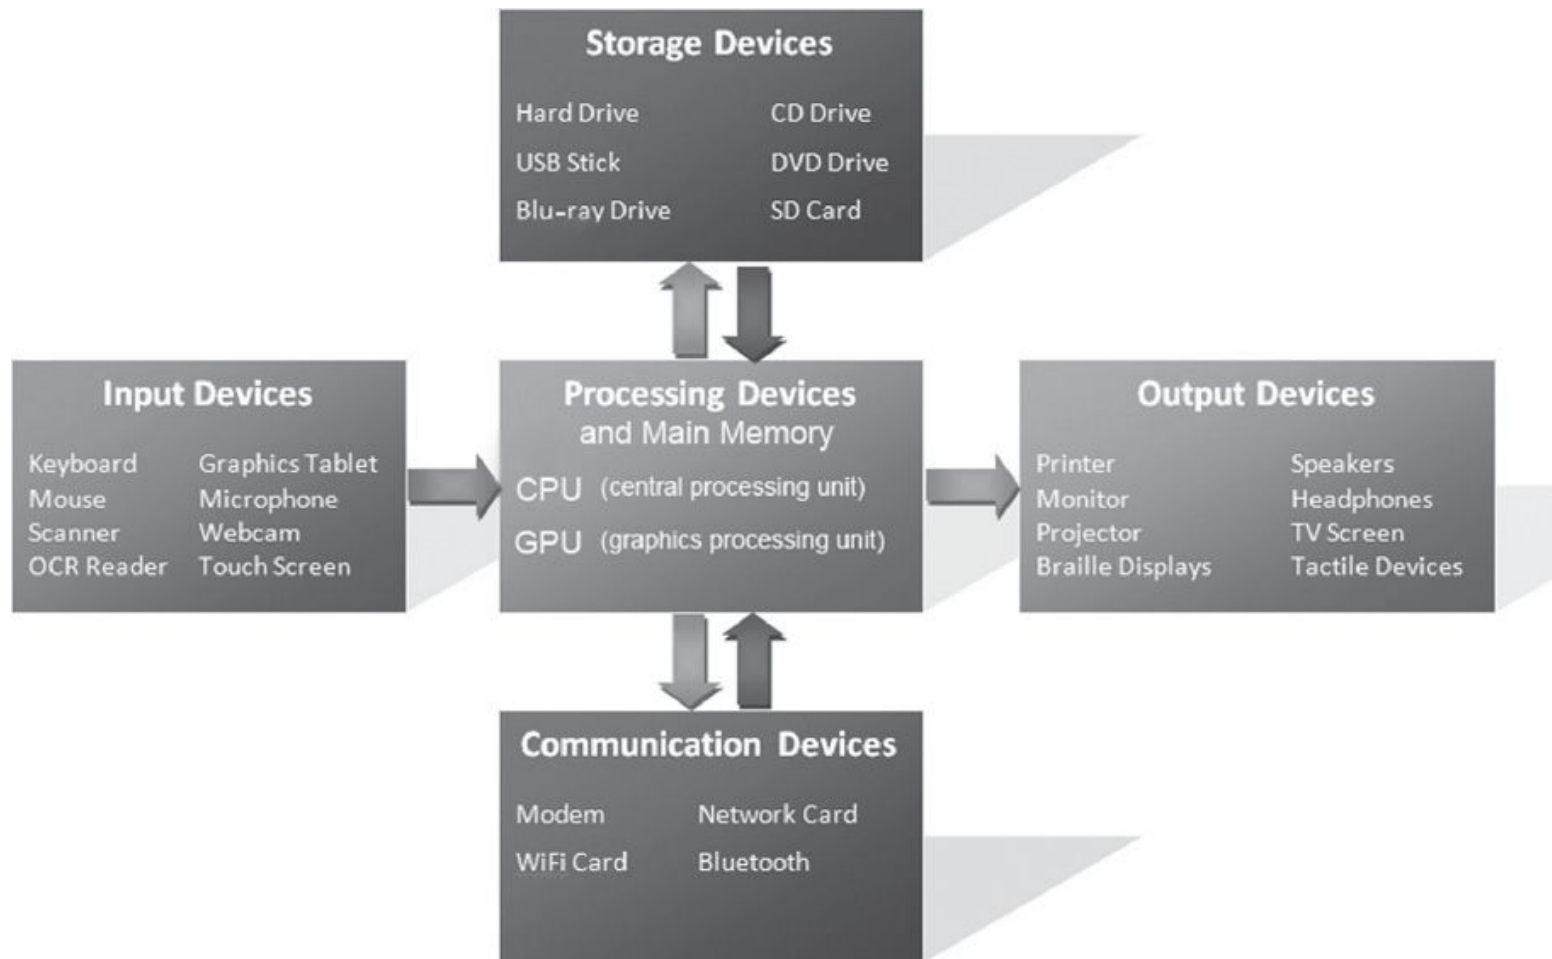 Storage Devices
Hard Drive CD Drive
USB Stick DVD Drive
Blu-ray Drive SD Card
Input Devices
Keyboard Graphics Tablet
Mouse Microphone
Scanner Webcam
OCR Reader Touch Screen
Processing Devices
and Main Memory
CPU (central processing unit)
GPU (graphics processing unit)
Output Devices
Printer Speakers
Monitor Headphones
Projector TV Screen
Braille Displays Tactile Devices
Communication Devices
Modem Network Card
WiFi Card Bluetooth